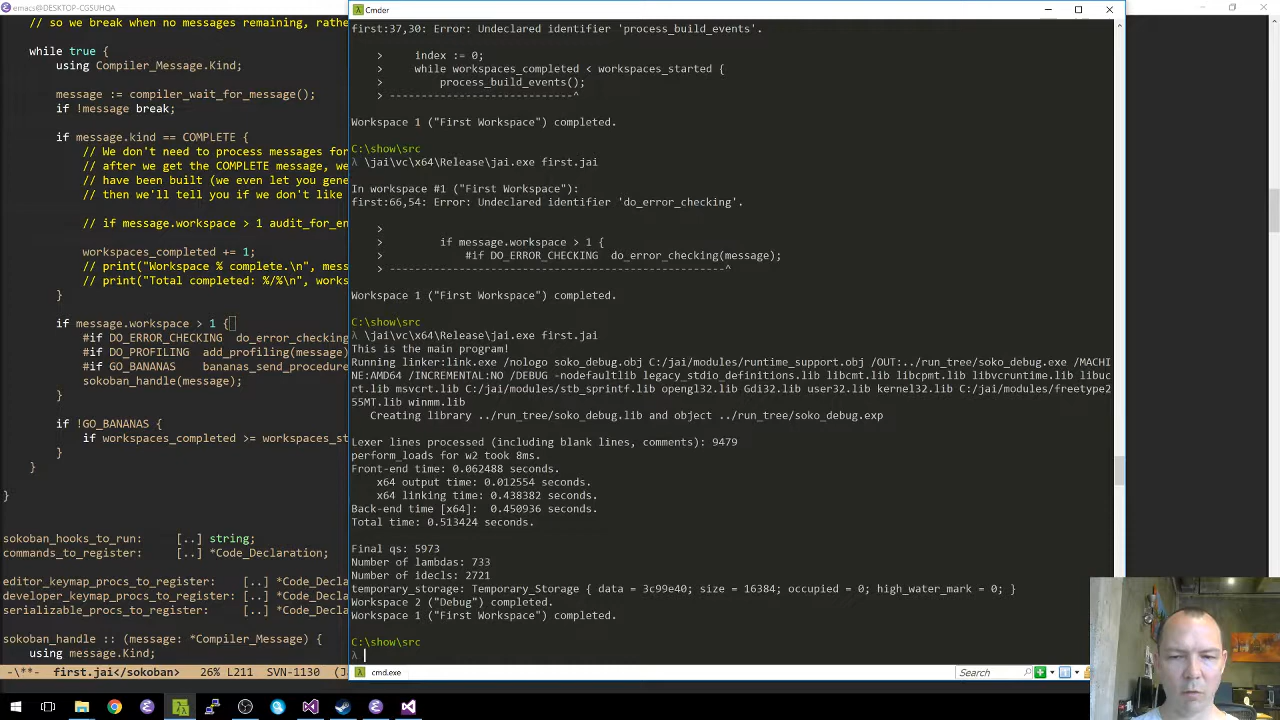 emacs@DESKTOP-CGSUHQA
// so we break when no messages remaining, rathe
while true {
using Compiler_Message.Kind;
message := compiler_wait_for_message();
if !message break;
if message.kind == COMPLETE {
// We don't need to process messages for
// after we get the COMPLETE message, we
// have been built (we even let you gene
// then we'll tell you if we don't like
// if message.workspace > 1 audit_for_en
workspaces_completed += 1;
// print("Workspace % complete.\n", mess
// print("Total completed: %/%\n", works
}
if message.workspace > 1 {
#if DO_ERROR_CHECKING do_error_checking
#if DO_PROFILING add_profiling(message)
#if GO_BANANAS bananas_send_procedure
sokoban_handle(message);
}
if !GO_BANANAS {
if workspaces_completed >= workspaces_st
}
}
}
sokoban_hooks_to_run: [..] string;
commands_to_register: [..] *Code_Declaration;
editor_keymap_procs_to_register: [..] *Code_Decla
developer_keymap_procs_to_register: [..] *Code_Decla
serializable_procs_to_register: [..] *Code_Decla
sokoban_handle :: (message: *Compiler_Message) {
using message.Kind;
-\**- first.jai<sokoban> 26% L211 SVN-1130 (J
Cmder
first:37,30: Error: Undeclared identifier 'process_build_events'.
> index := 0;
> while workspaces_completed < workspaces_started {
> process_build_events();
> ----------------------------^
Workspace 1 ("First Workspace") completed.
C:\show\src
λ \jai\vc\x64\Release\jai.exe first.jai
In workspace #1 ("First Workspace"):
first:66,54: Error: Undeclared identifier 'do_error_checking'.
>
> if message.workspace > 1 {
> #if DO_ERROR_CHECKING do_error_checking(message);
> ----------------------------------------------------^
Workspace 1 ("First Workspace") completed.
C:\show\src
λ \jai\vc\x64\Release\jai.exe first.jai
This is the main program!
Running linker:link.exe /nologo soko_debug.obj C:/jai/modules/runtime_support.obj /OUT:../run_tree/soko_debug.exe /MACHI
NE:AMD64 /INCREMENTAL:NO /DEBUG -nodefaultlib legacy_stdio_definitions.lib libcmt.lib libcpmt.lib libvcruntime.lib libuc
rt.lib msvcrt.lib C:/jai/modules/stb_sprintf.lib opengl32.lib Gdi32.lib user32.lib kernel32.lib C:/jai/modules/freetype2
55MT.lib winmm.lib
Creating library ../run_tree/soko_debug.lib and object ../run_tree/soko_debug.exp
Lexer lines processed (including blank lines, comments): 9479
perform_loads for w2 took 8ms.
Front-end time: 0.062488 seconds.
x64 output time: 0.012554 seconds.
x64 linking time: 0.438382 seconds.
Back-end time [x64]: 0.450936 seconds.
Total time: 0.513424 seconds.
Final qs: 5973
Number of lambdas: 733
Number of idecls: 2721
temporary_storage: Temporary_Storage { data = 3c99e40; size = 16384; occupied = 0; high_water_mark = 0; }
Workspace 2 ("Debug") completed.
Workspace 1 ("First Workspace") completed.
C:\show\src
λ
cmd.exe
Search